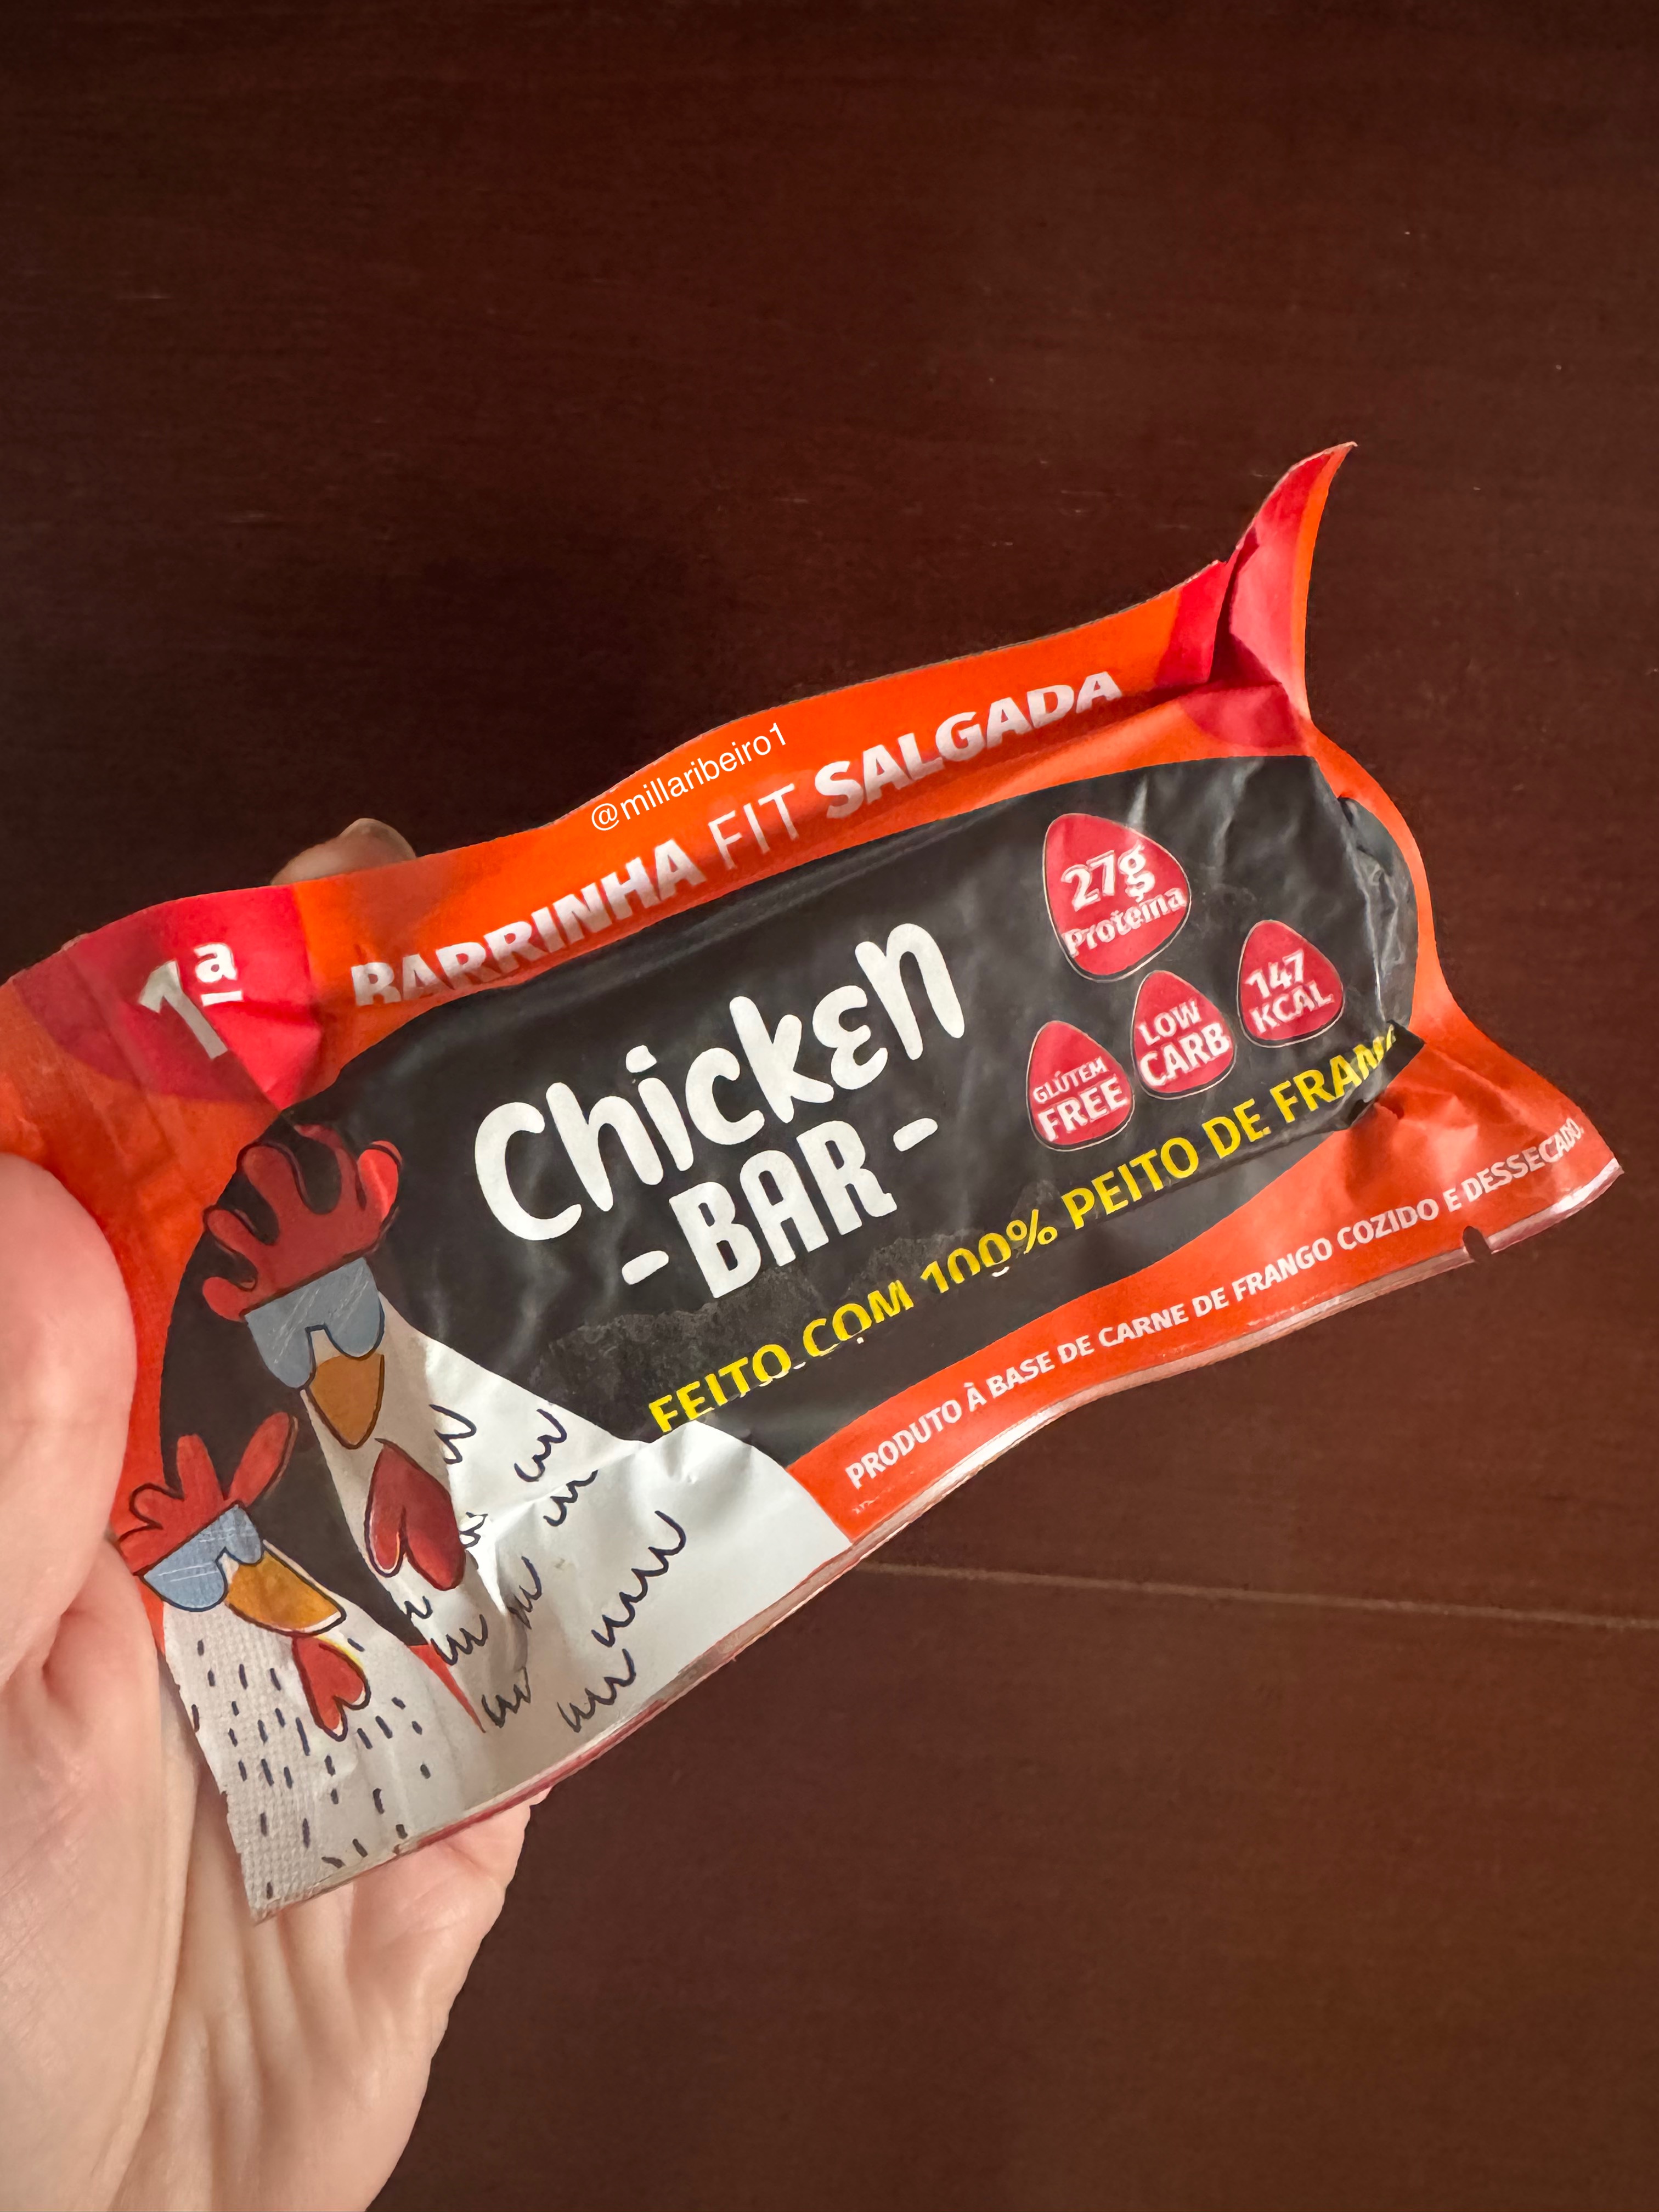 @millaribeiro1
1ª BARRINHA FIT SALGADA
Chicken
- BAR -
27g
Proteína
GLÚTEM
FREE
LOW
CARB
147
KCAL
FEITO COM 100% PEITO DE
PRODUTO À BASE DE CARNE DE FRANGO COZIDO E DESSECADO.